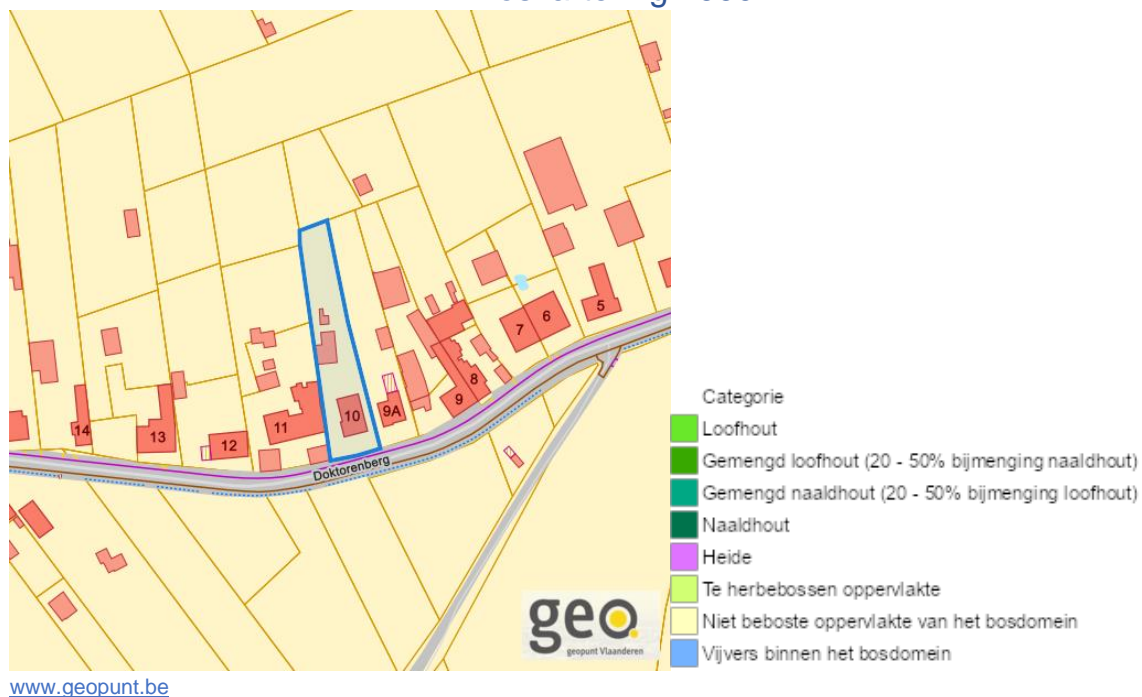 5
6
7
8
9
9A
10
11
12
13
14
Doktorenberg
geo
geopunt Vlaanderen
Categorie
Loofhout
Gemengd loofhout (20 - 50% bijmenging naaldhout)
Gemengd naaldhout (20 - 50% bijmenging loofhout)
Naaldhout
Heide
Te herbebossen oppervlakte
Niet beboste oppervlakte van het bosdomein
Vijvers binnen het bosdomein
www.geopunt.be